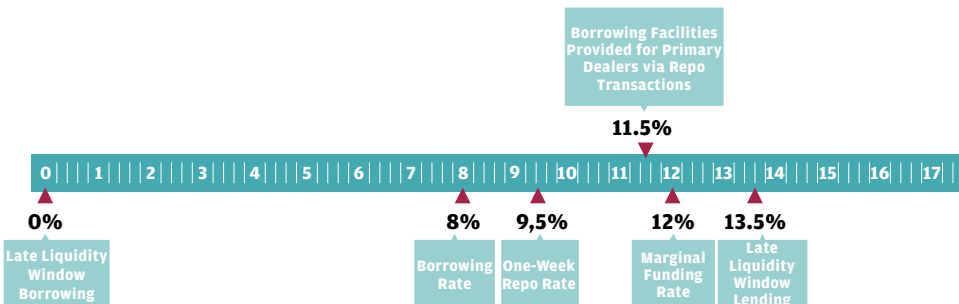 Borrowing Facilities
Provided for Primary
Dealers via Repo
Transactions
11.5%
0 1 2 3 4 5 6 7 8 9 10 11 12 13 14 15 16 17
0% 8% 9,5% 12% 13.5%
Late Liquidity
Window
Borrowing
Borrowing
Rate
One-Week
Repo Rate
Marginal
Funding
Rate
Late
Liquidity
Window
Lending